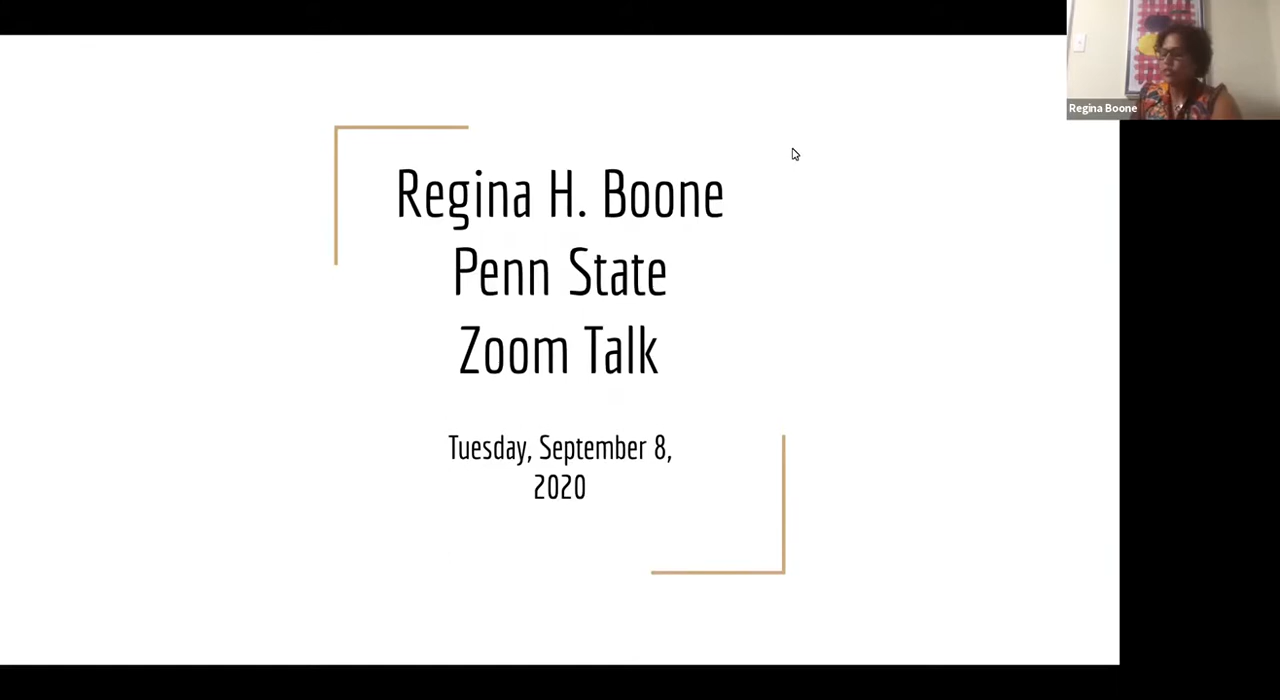 Regina H. Boone
Penn State
Zoom Talk
Tuesday, September 8,
2020
Regina Boone